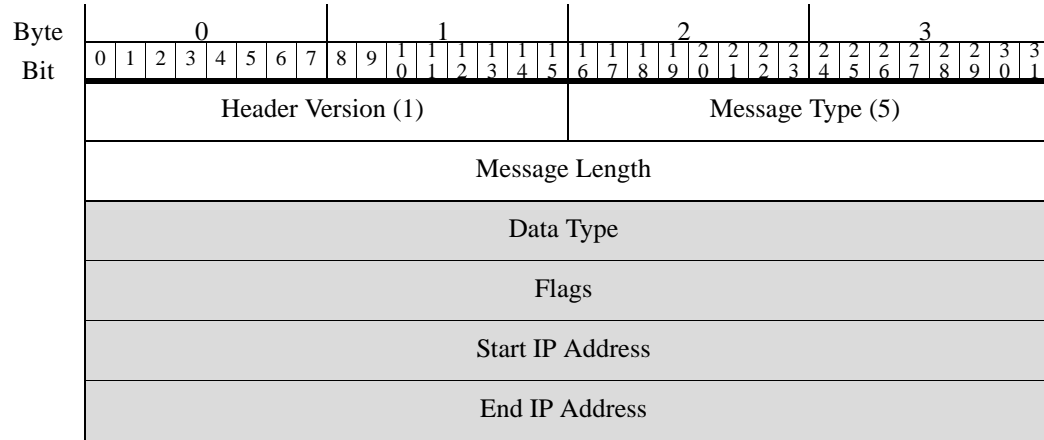 Byte 0 1 2 3
Bit 0 1 2 3 4 5 6 7 8 9 10 11 12 13 14 15 16 17 18 19 20 21 22 23 24 25 26 27 28 29 30 31
Header Version (1) Message Type (5)
Message Length
Data Type
Flags
Start IP Address
End IP Address